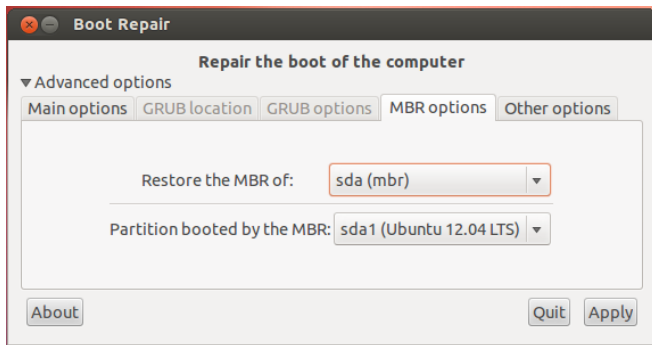 Boot Repair
Repair the boot of the computer
Advanced options
Main options GRUB location GRUB options MBR options Other options
Restore the MBR of: sda (mbr)
Partition booted by the MBR: sda1 (Ubuntu 12.04 LTS)
About Quit Apply